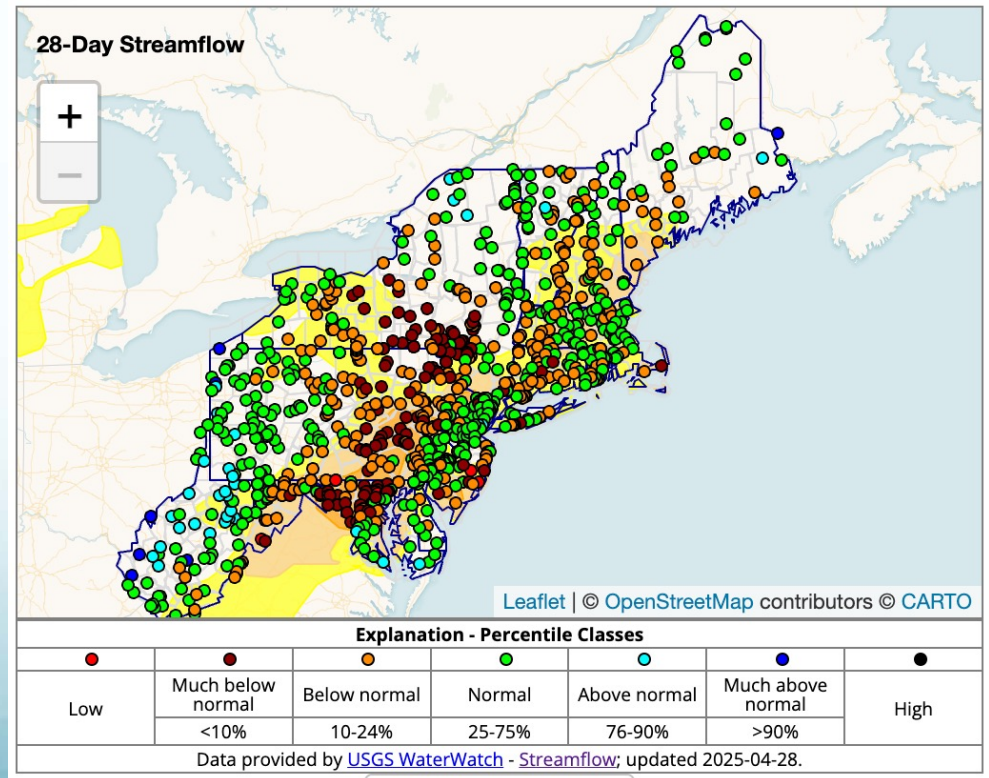 28-Day Streamflow
+
−
Leaflet | © OpenStreetMap contributors © CARTO
Explanation - Percentile Classes
Low
Much below normal
Below normal
Normal
Above normal
Much above normal
High
<10%
10-24%
25-75%
76-90%
>90%
Data provided by USGS WaterWatch - Streamflow; updated 2025-04-28.